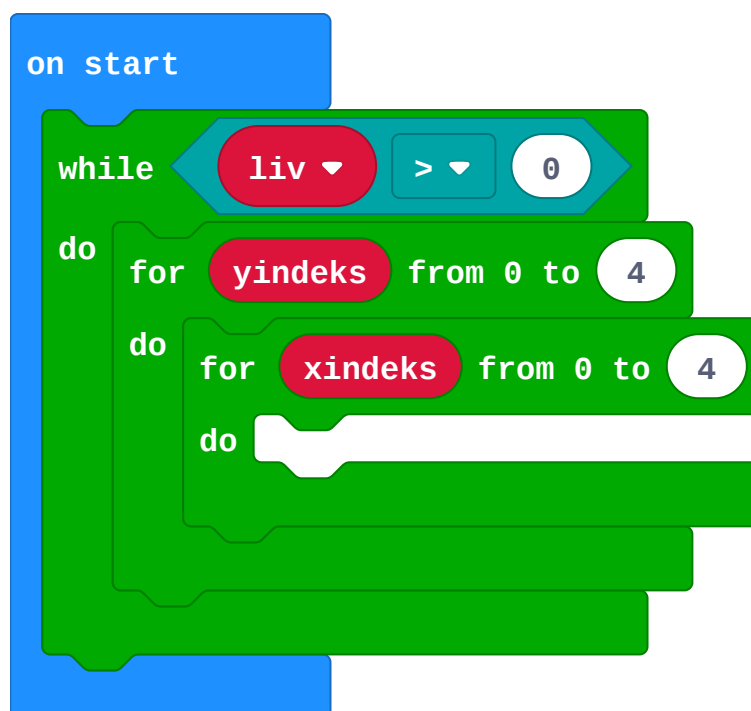 on start
while liv > 0
do
for yindeks from 0 to 4
do
for xindeks from 0 to 4
do